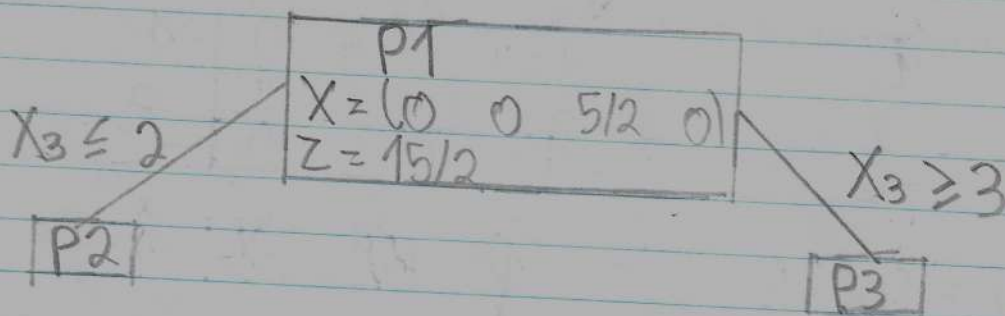 P1
X = (0 0 5/2 0)
Z = 15/2
X3 ≤ 2
X3 ≥ 3
P2
P3